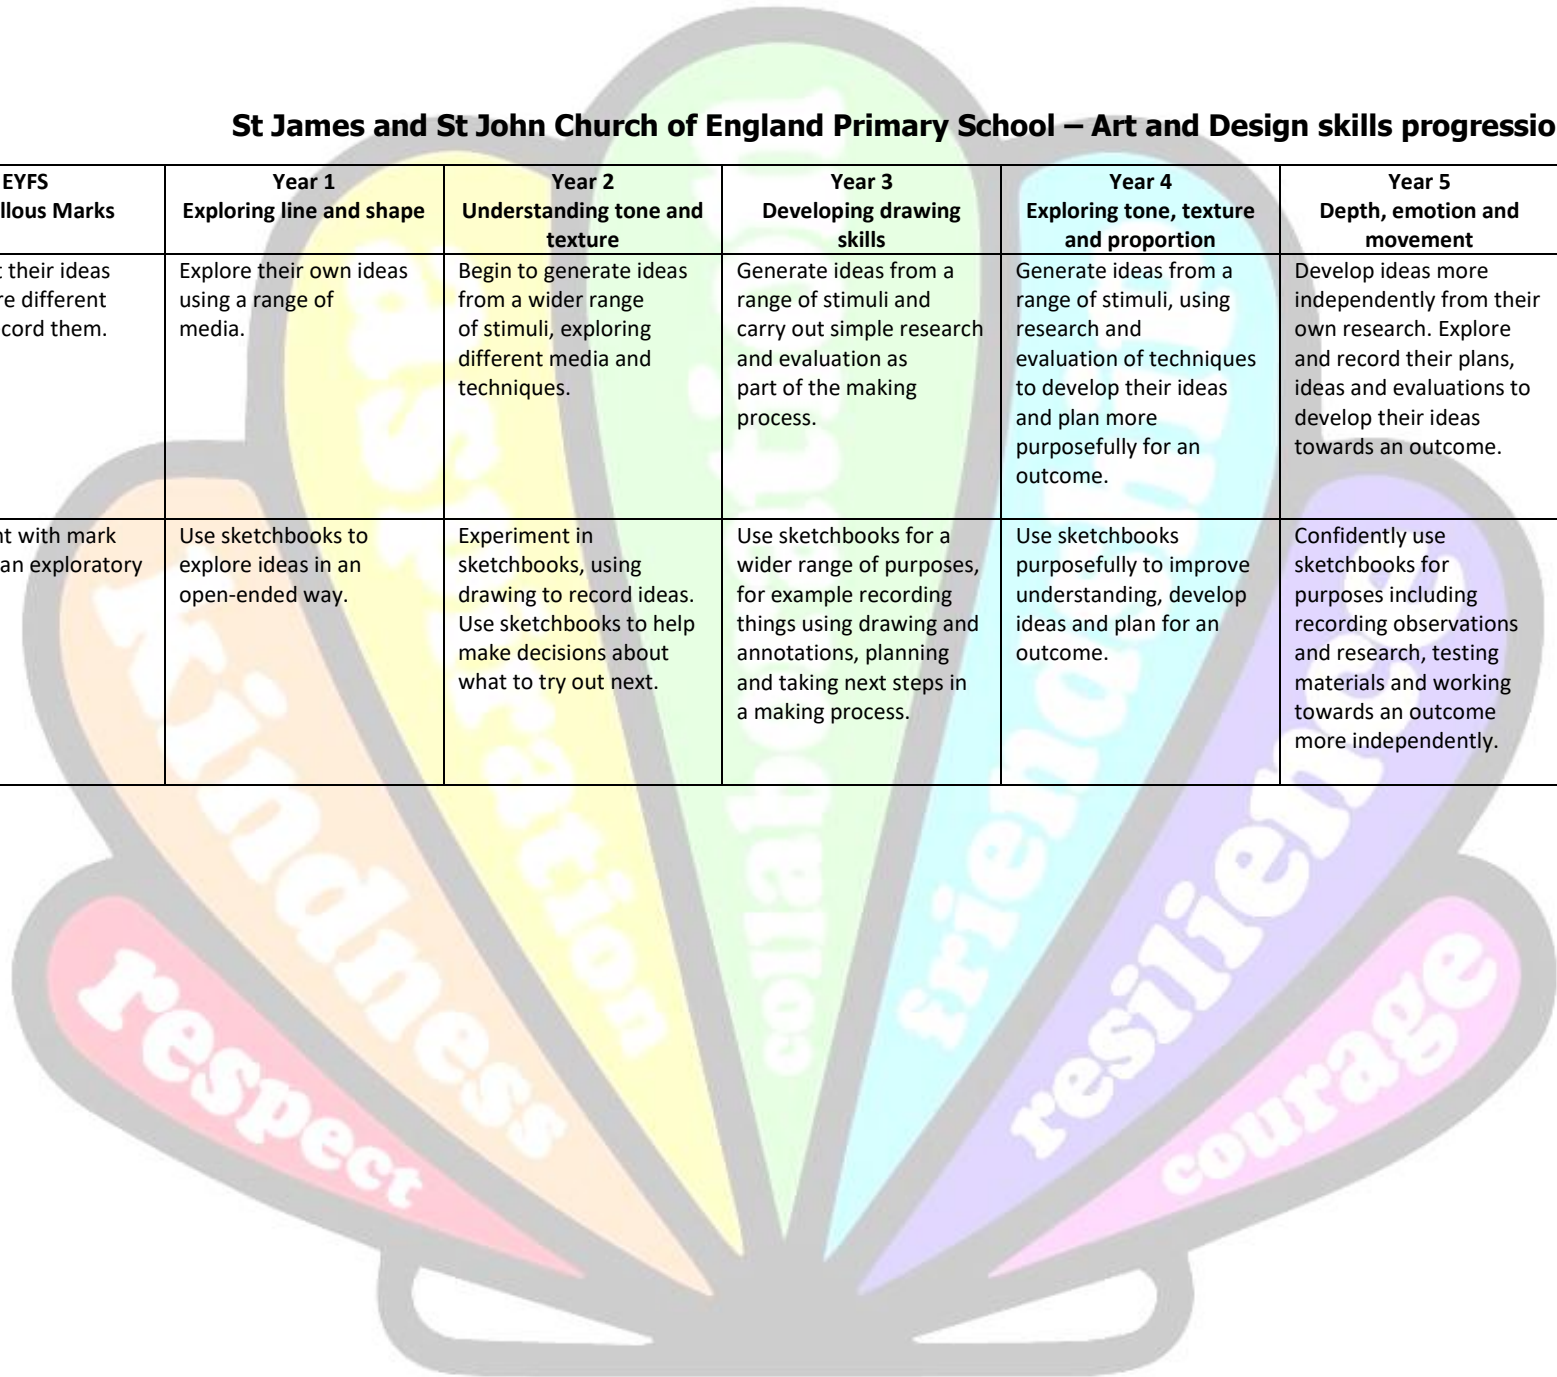 St James and St John Church of England Primary School – Art and Design skills progressio
EYFS
llous Marks
Year 1
Exploring line and shape
Year 2
Understanding tone and
texture
Year 3
Developing drawing
skills
Year 4
Exploring tone, texture
and proportion
Year 5
Depth, emotion and
movement
t their ideas
re different
cord them.
Explore their own ideas
using a range of
media.
Begin to generate ideas
from a wider range
of stimuli, exploring
different media and
techniques.
Generate ideas from a
range of stimuli and
carry out simple research
and evaluation as
part of the making
process.
Generate ideas from a
range of stimuli, using
research and
evaluation of techniques
to develop their ideas
and plan more
purposefully for an
outcome.
Develop ideas more
independently from their
own research. Explore
and record their plans,
ideas and evaluations to
develop their ideas
towards an outcome.
nt with mark
an exploratory
Use sketchbooks to
explore ideas in an
open-ended way.
Experiment in
sketchbooks, using
drawing to record ideas.
Use sketchbooks to help
make decisions about
what to try out next.
Use sketchbooks for a
wider range of purposes,
for example recording
things using drawing and
annotations, planning
and taking next steps in
a making process.
Use sketchbooks
purposefully to improve
understanding, develop
ideas and plan for an
outcome.
Confidently use
sketchbooks for
purposes including
recording observations
and research, testing
materials and working
towards an outcome
more independently.
respect
kindness
aspiration
collaboration
friendship
resilience
courage